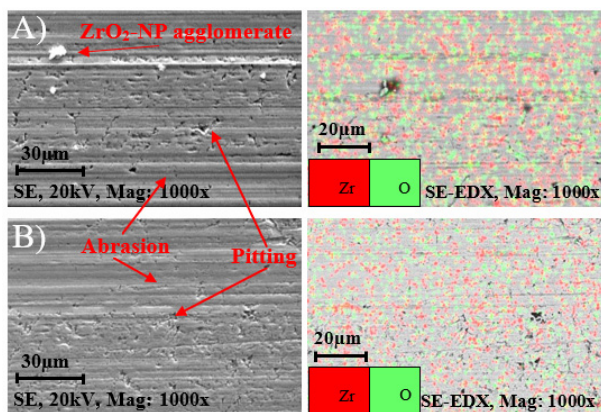 A)
ZrO₂-NP agglomerate
30μm
SE, 20kV, Mag: 1000x
20μm
Zr
O
SE-EDX, Mag: 1000x
Abrasion
Pitting
B)
30μm
SE, 20kV, Mag: 1000x
20μm
Zr
O
SE-EDX, Mag: 1000x